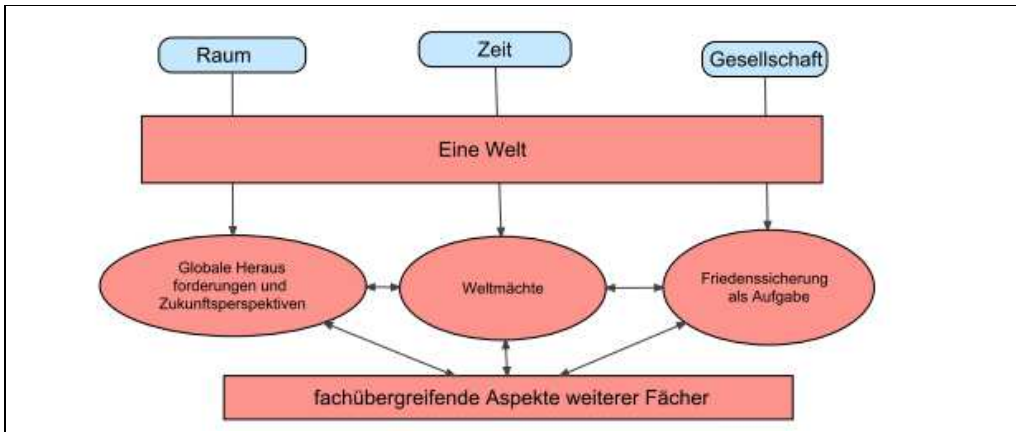 Raum
Zeit
Gesellschaft
Eine Welt
Globale Heraus
forderungen und
Zukunftsperspektiven
Weltmächte
Friedenssicherung
als Aufgabe
fachübergreifende Aspekte weiterer Fächer